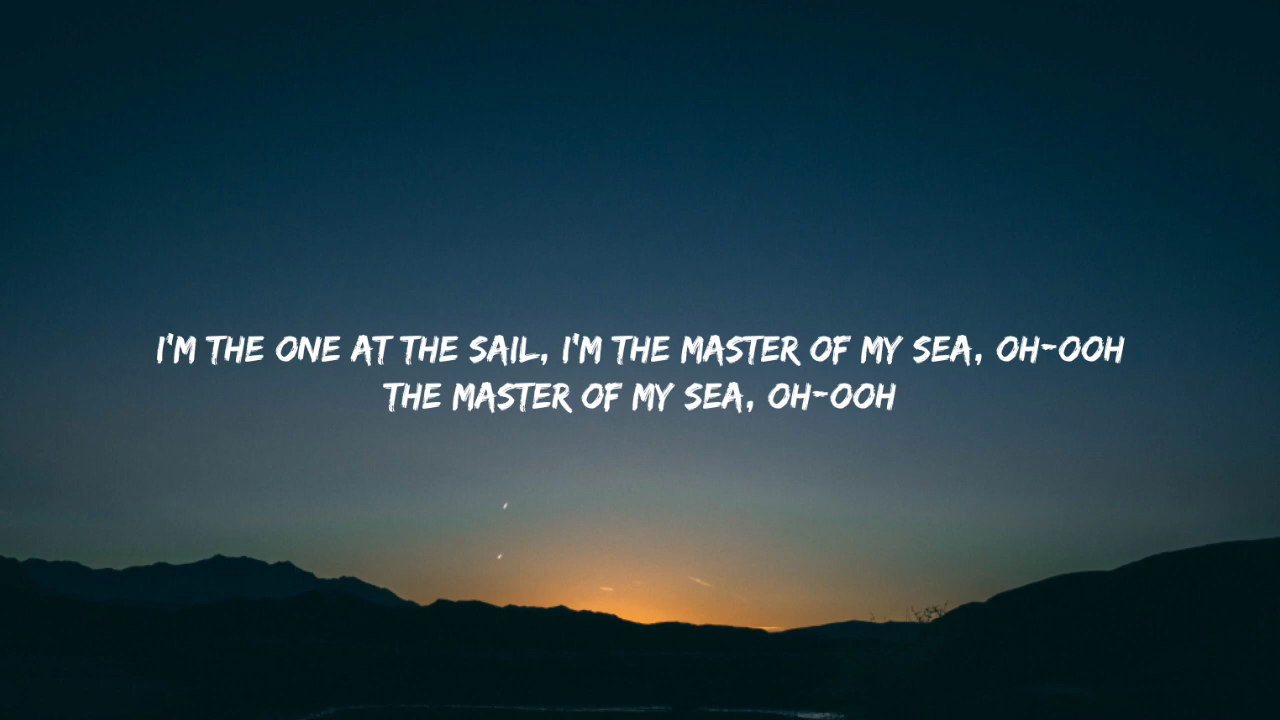 I'M THE ONE AT THE SAIL, I'M THE MASTER OF MY SEA, OH-OOH
THE MASTER OF MY SEA, OH-OOH